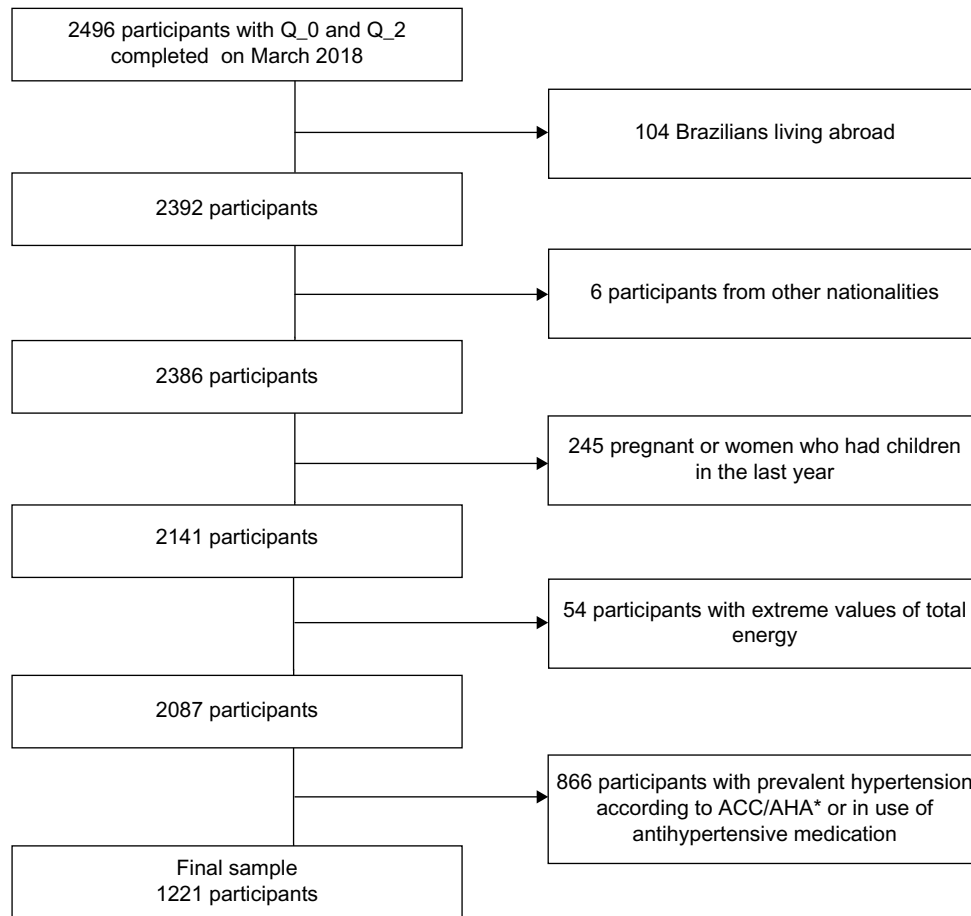 2496 participants with Q_0 and Q_2
completed on March 2018
104 Brazilians living abroad
2392 participants
6 participants from other nationalities
2386 participants
245 pregnant or women who had children
in the last year
2141 participants
54 participants with extreme values of total
energy
2087 participants
866 participants with prevalent hypertension
according to ACC/AHA* or in use of
antihypertensive medication
Final sample
1221 participants